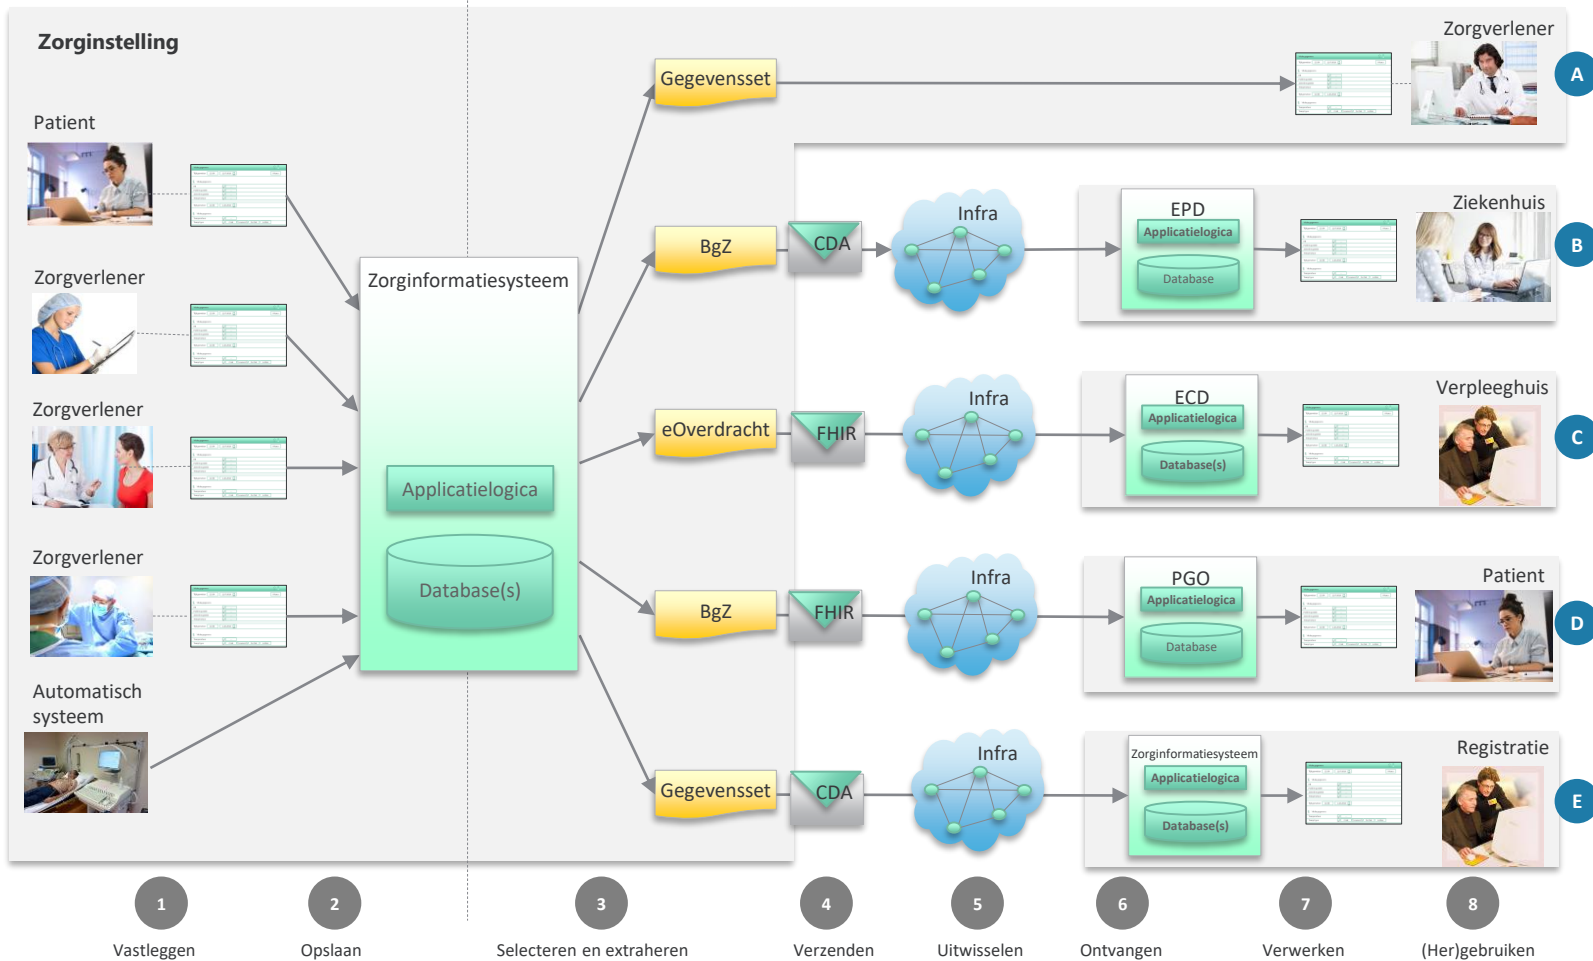 Zorginstelling
Patient
Zorgverlener
Zorgverlener
Zorgverlener
Automatisch
systeem
Zorginformatiesysteem
Applicatielogica
Database(s)
Gegevensset
Zorgverlener
A
BgZ
CDA
Infra
EPD
Applicatielogica
Database
Ziekenhuis
B
eOverdracht
FHIR
Infra
ECD
Applicatielogica
Database(s)
Verpleeghuis
C
BgZ
FHIR
Infra
PGO
Applicatielogica
Database
Patient
D
Gegevensset
CDA
Infra
Zorginformatiesysteem
Applicatielogica
Database(s)
Registratie
E
1
2
3
4
5
6
7
8
Vastleggen
Opslaan
Selecteren en extraheren
Verzenden
Uitwisselen
Ontvangen
Verwerken
(Her)gebruiken